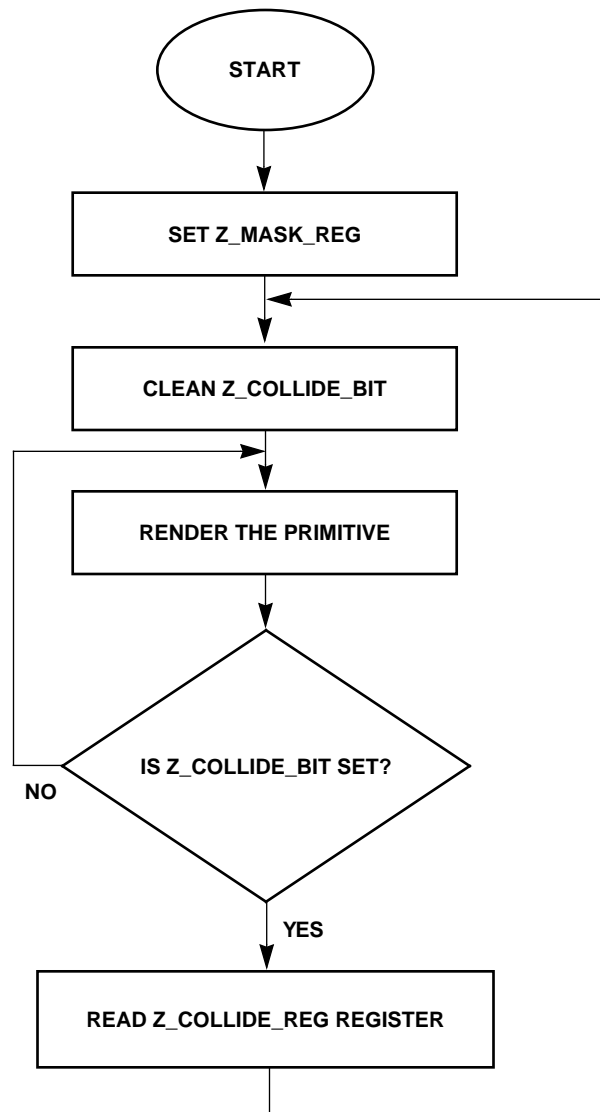 START
SET Z_MASK_REG
CLEAN Z_COLLIDE_BIT
RENDER THE PRIMITIVE
IS Z_COLLIDE_BIT SET?
NO
YES
READ Z_COLLIDE_REG REGISTER